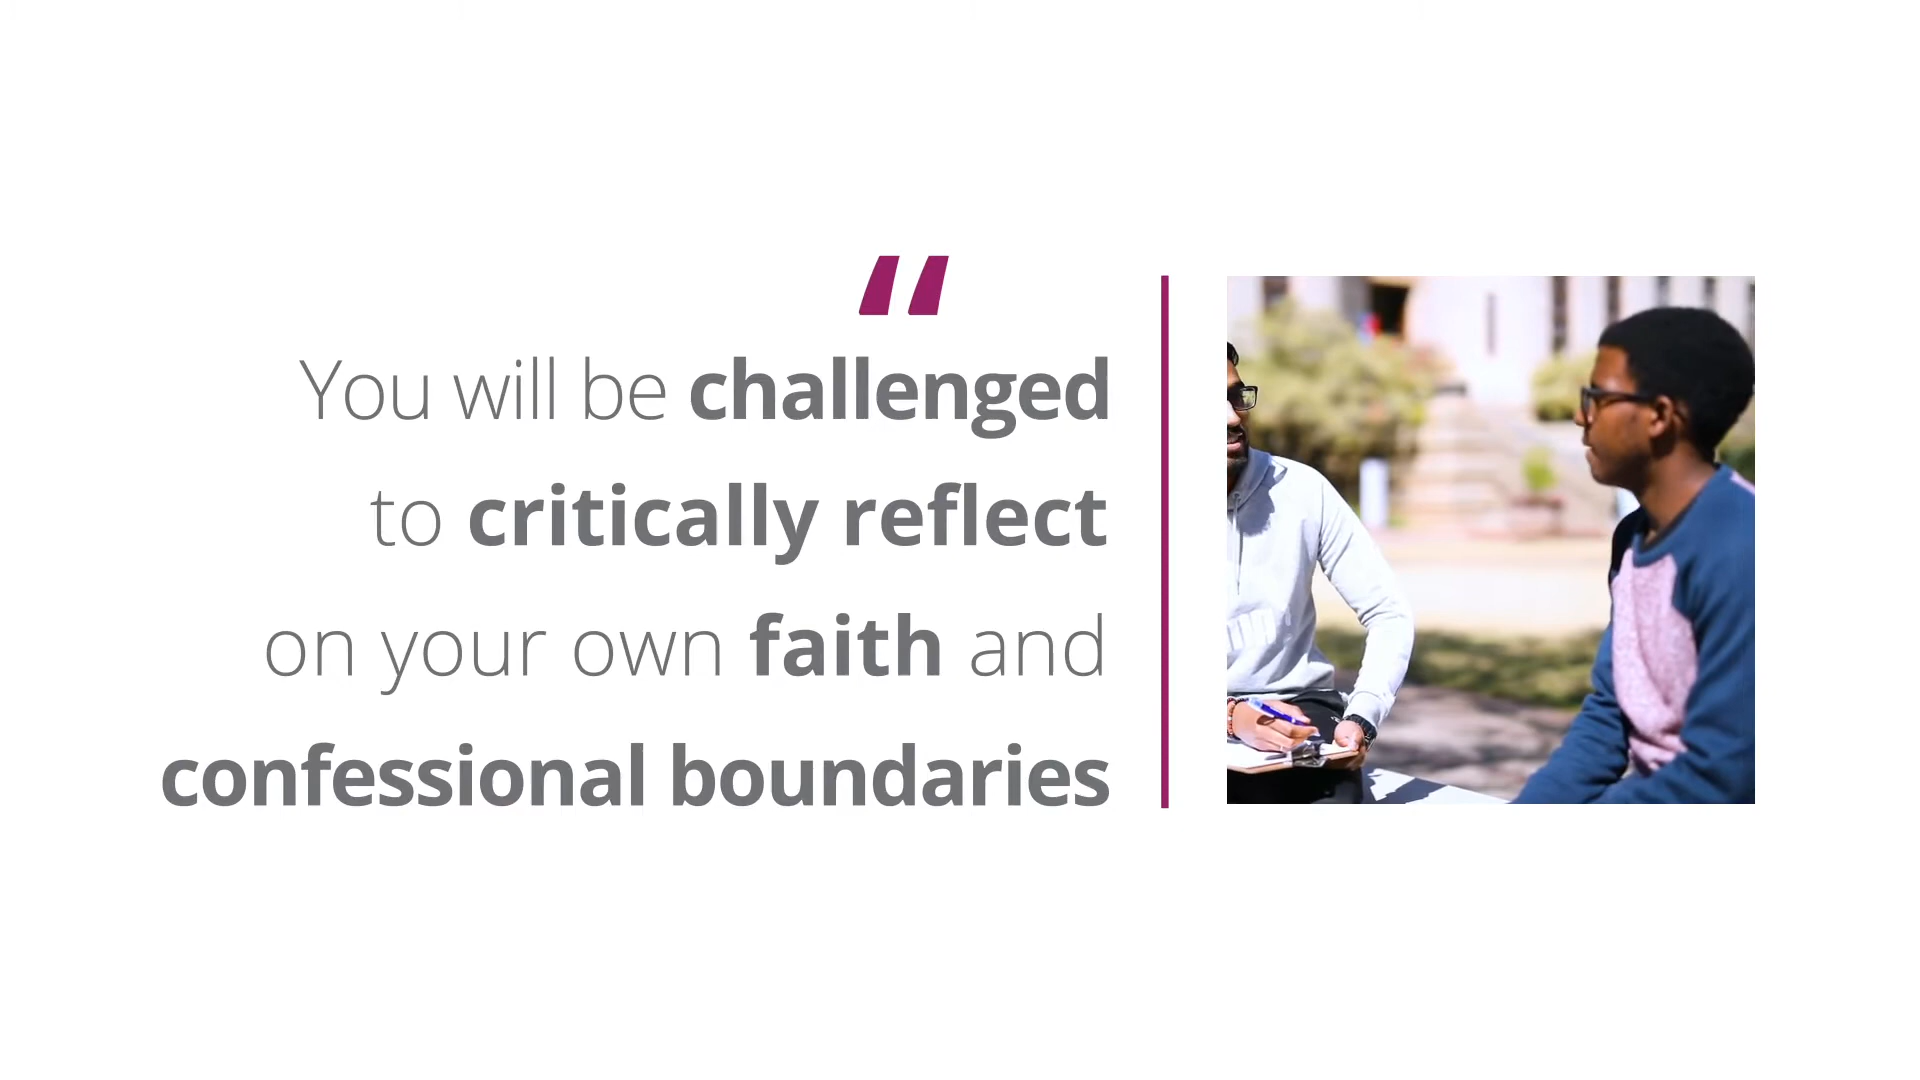 “
You will be challenged
to critically reflect
on your own faith and
confessional boundaries